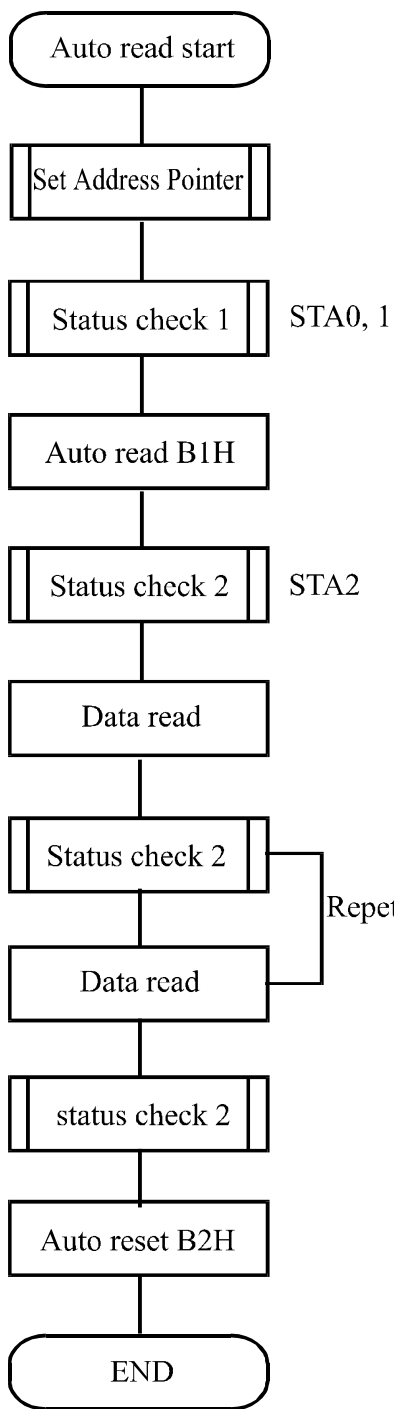 Auto read start
Set Address Pointer
Status check 1
STA0, 1
Auto read B1H
Status check 2
STA2
Data read
Status check 2
Repet
Data read
status check 2
Auto reset B2H
END